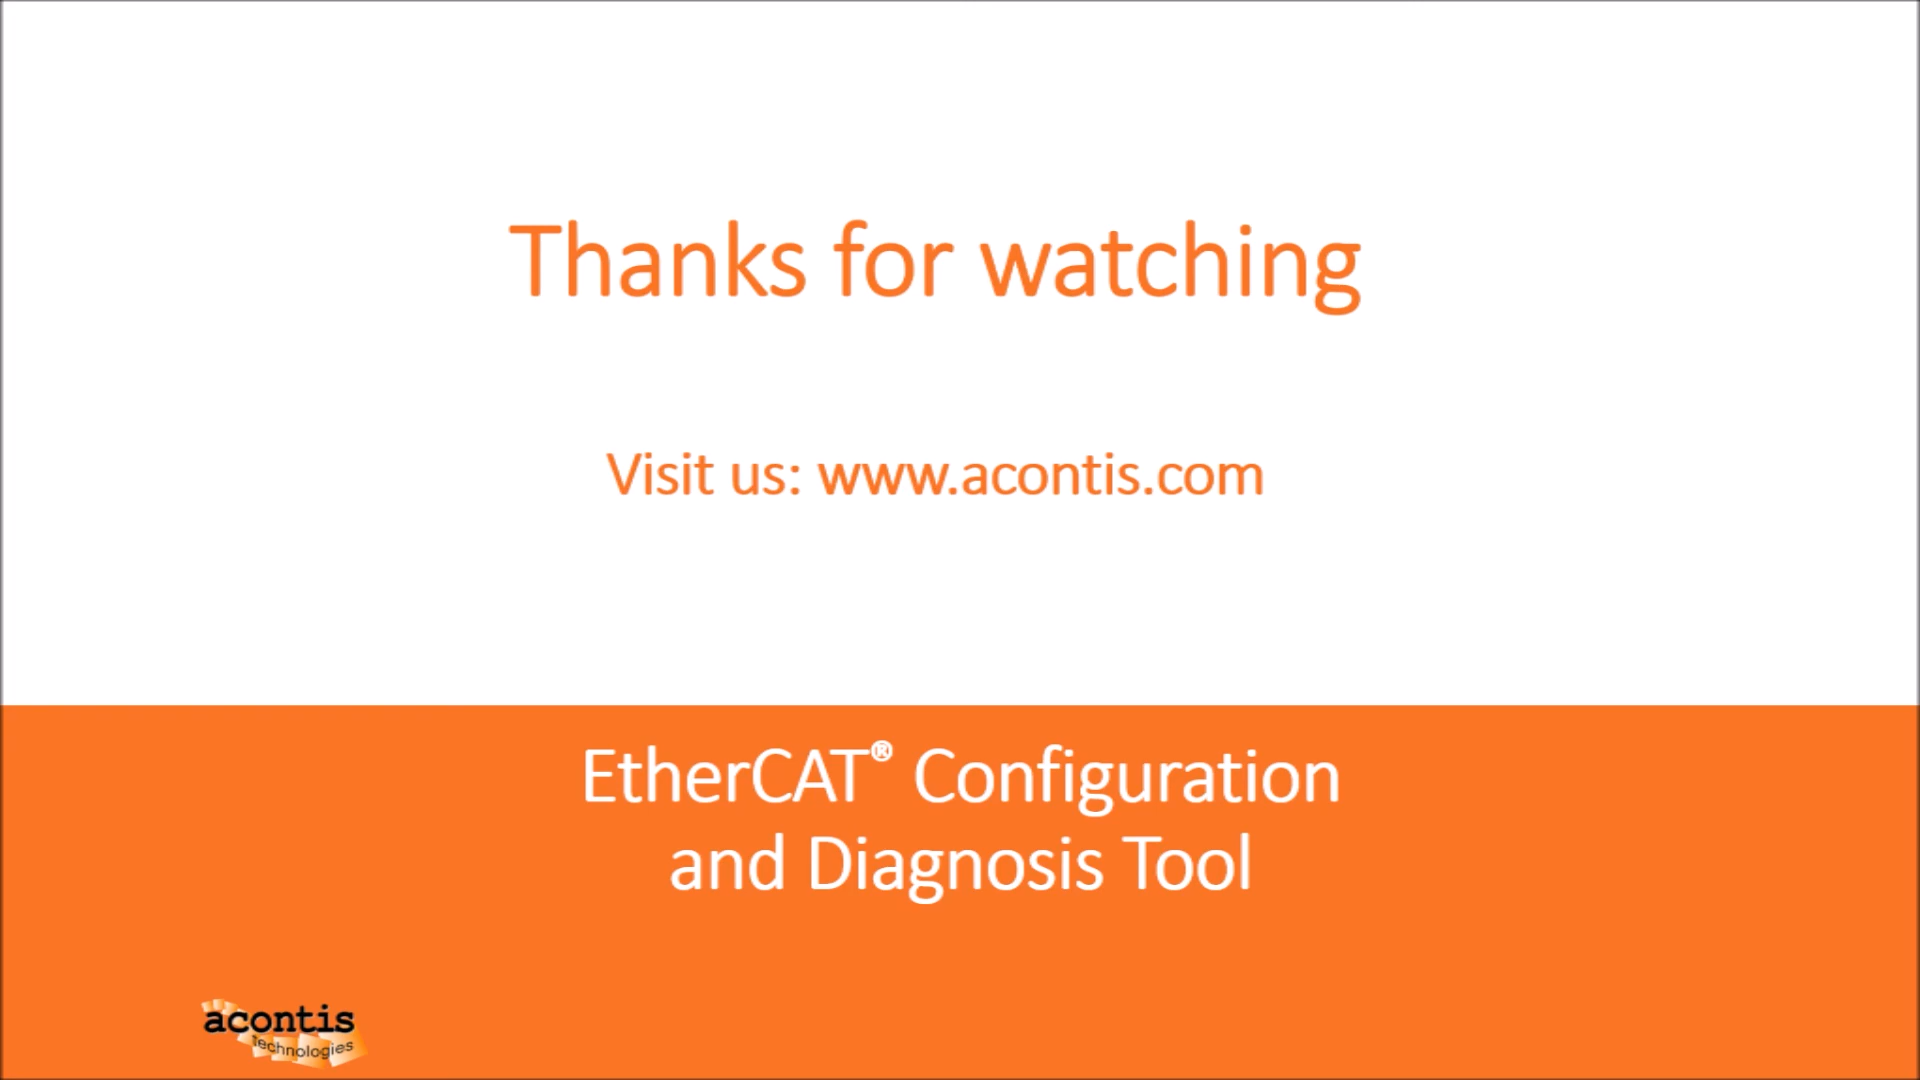 Thanks for watching
Visit us: www.acontis.com
EtherCAT® Configuration
and Diagnosis Tool
acontis
technologies